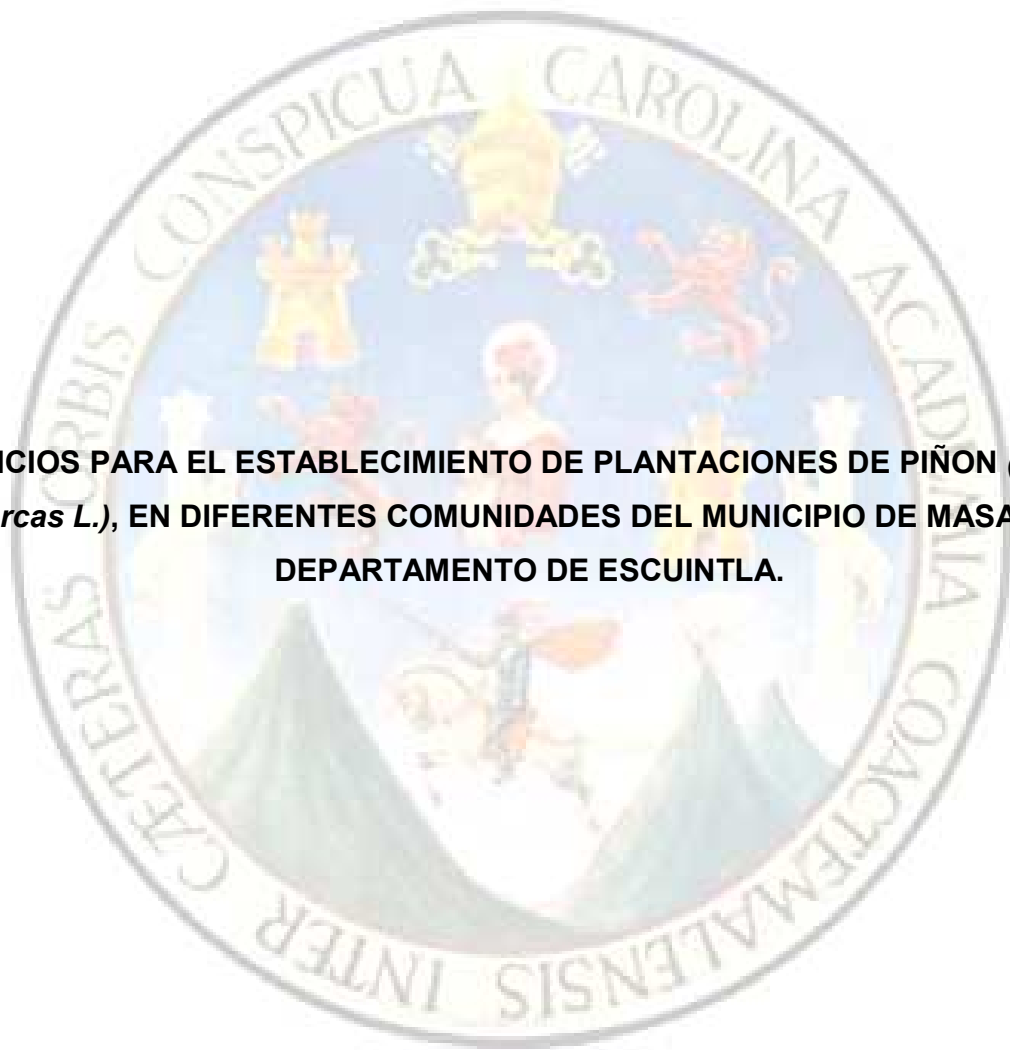 ICIOS PARA EL ESTABLECIMIENTO DE PLANTACIONES DE PIÑON (
rcas L.), EN DIFERENTES COMUNIDADES DEL MUNICIPIO DE MASA
DEPARTAMENTO DE ESCUINTLA.
CÆTERAS ORBIS CONSPICUA CAROLINA ACADEMIA COACTEMALENSIS INTER